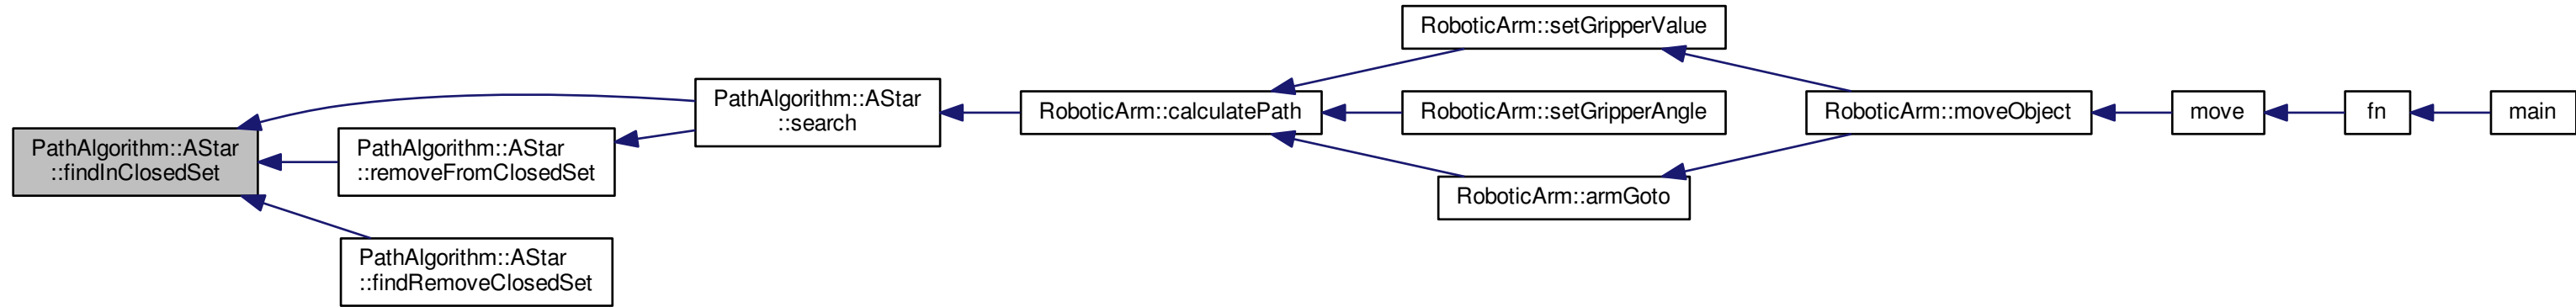 PathAlgorithm::AStar
::findInClosedSet
PathAlgorithm::AStar
::search
PathAlgorithm::AStar
::removeFromClosedSet
PathAlgorithm::AStar
::findRemoveClosedSet
RoboticArm::calculatePath
RoboticArm::setGripperValue
RoboticArm::setGripperAngle
RoboticArm::armGoto
RoboticArm::moveObject
move
fn
main